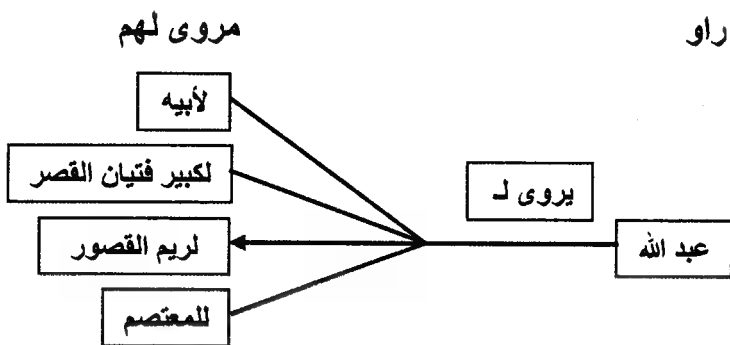 راو
مروى لهم
لأبيه
لكبير فتيان القصر
يروى لـ
لريم القصور
عبد الله
للمعتصم